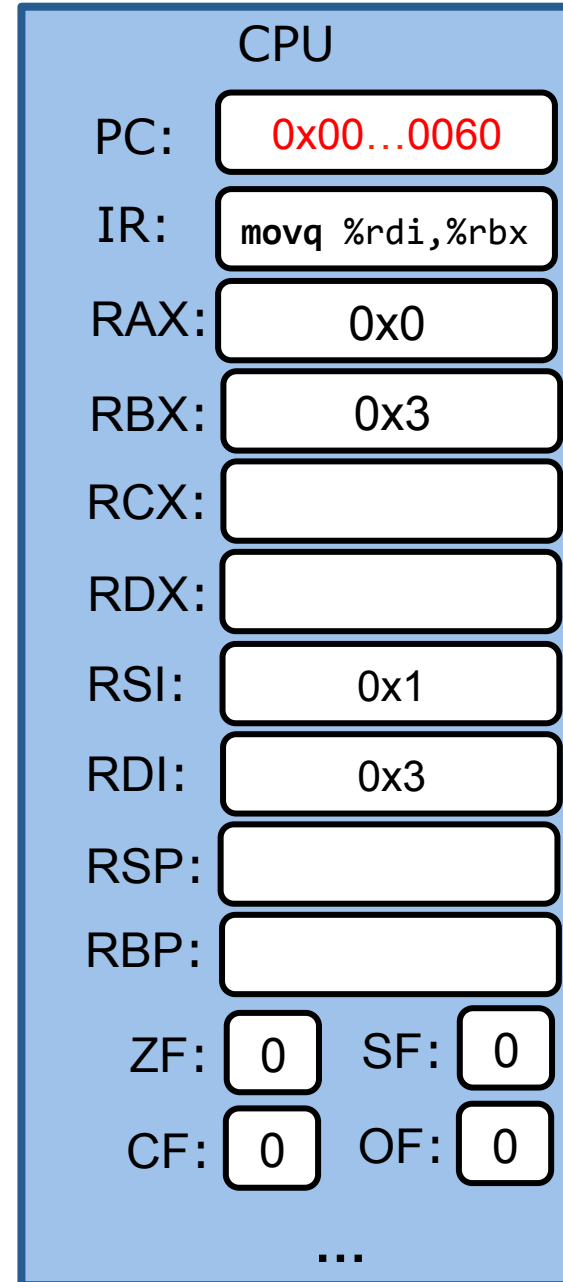 CPU
PC: 0x00…0060
IR: movq %rdi,%rbx
RAX: 0x0
RBX: 0x3
RCX:
RDX:
RSI: 0x1
RDI: 0x3
RSP:
RBP:
ZF: 0 SF: 0
CF: 0 OF: 0
…